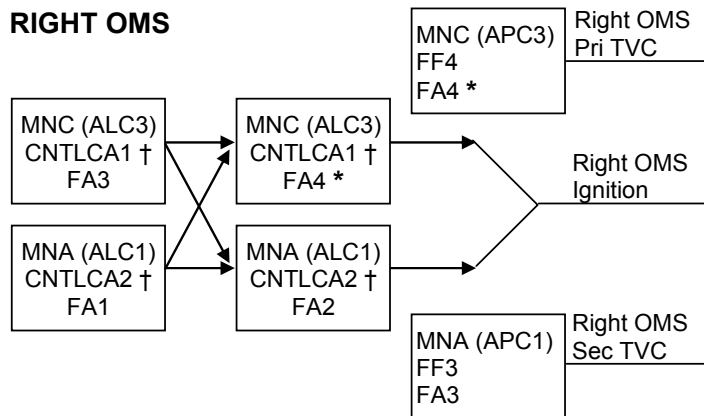 RIGHT OMS
MNC (APC3)
FF4
FA4 *
Right OMS
Pri TVC
MNC (ALC3)
CNTLCA1 †
FA3
MNC (ALC3)
CNTLCA1 †
FA4 *
Right OMS
Ignition
MNA (ALC1)
CNTLCA2 †
FA1
MNA (ALC1)
CNTLCA2 †
FA2
MNA (APC1)
FF3
FA3
Right OMS
Sec TVC